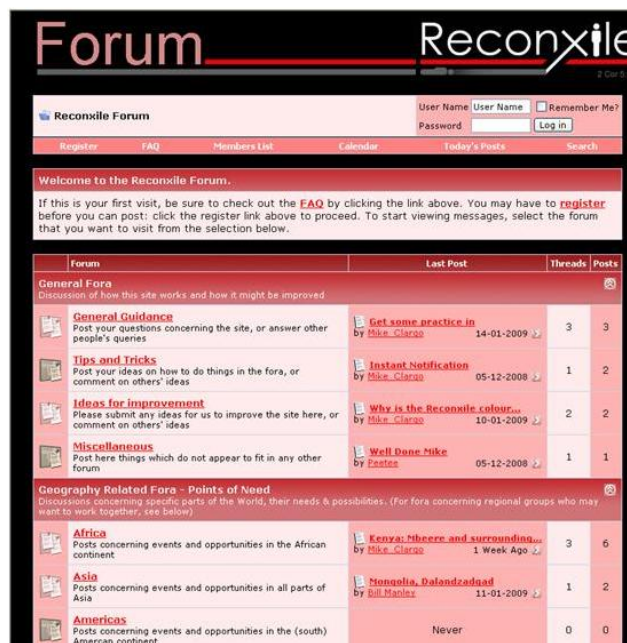 Forum
Reconxile
2 Cor 5
Reconxile Forum
User Name User Name Remember Me?
Password Log in
Register FAQ Members List Calendar Today's Posts Search
Welcome to the Reconxile Forum.
If this is your first visit, be sure to check out the FAQ by clicking the link above. You may have to register
before you can post: click the register link above to proceed. To start viewing messages, select the forum
that you want to visit from the selection below.
Forum Last Post Threads Posts
General Fora
Discussion of how this site works and how it might be improved
General Guidance
Post your questions concerning the site, or answer other
people's queries
Get some practice in
by Mike Clargo 14-01-2009
3 3
Tips and Tricks
Post your ideas on how to do things in the fora, or
comment on others' ideas
Instant Notification
by Mike Clargo 05-12-2008
1 2
Ideas for improvement
Please submit any ideas for us to improve the site here, or
comment on others' ideas
Why is the Reconxile colour...
by Mike Clargo 10-01-2009
2 2
Miscellaneous
Post here things which do not appear to fit in any other
forum
Well Done Mike
by Peetee 05-12-2008
1 1
Geography Related Fora - Points of Need
Discussions concerning specific parts of the World, their needs & possibilities. (For fora concerning regional groups who may
want to work together, see below)
Africa
Posts concerning events and opportunities in the African
continent
Kenya: Mbeere and surrounding...
by Mike Clargo 1 Week Ago
3 6
Asia
Posts concerning events and opportunities in all parts of
Asia
Mongolia, Dalandzadgad
by Bill Manley 11-01-2009
1 2
Americas
Posts concerning events and opportunities in the (south)
American continent
Never
0 0